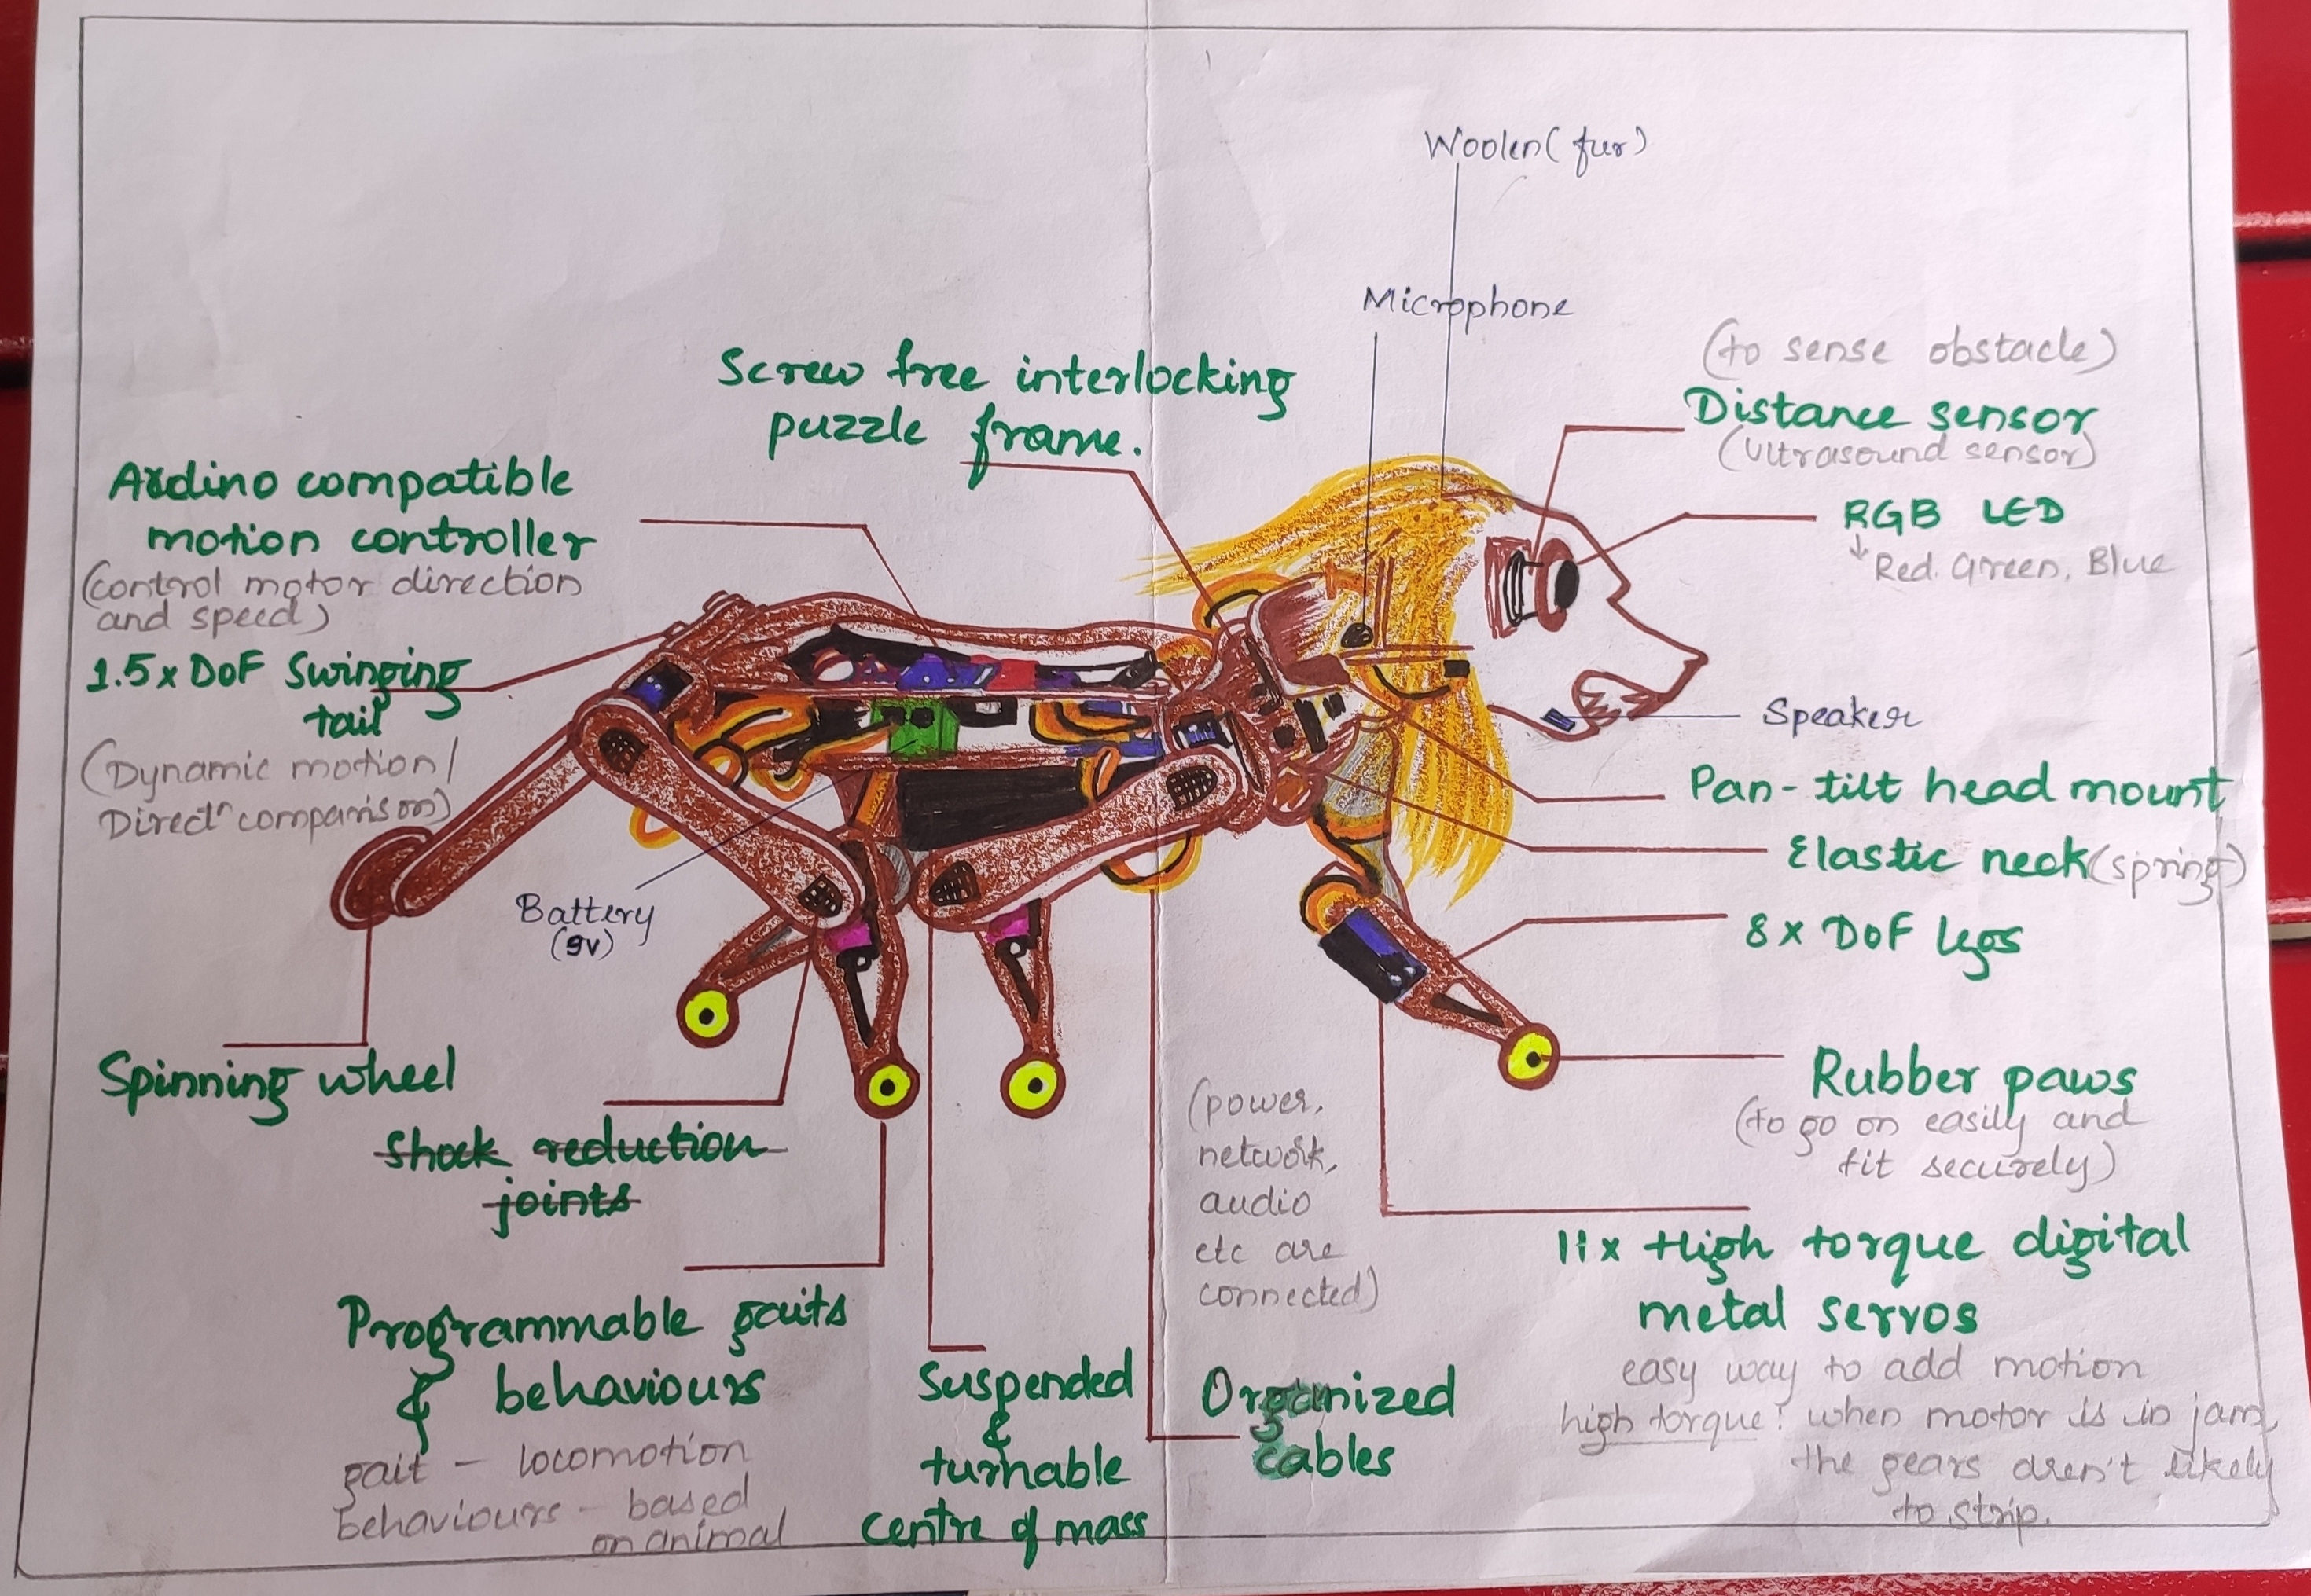 Woolen (fur)
Microphone
Screw free interlocking
puzzle frame.
(to sense obstacle)
Distance sensor
(Ultrasound sensor)
RGB LED
↓ Red. Green, Blue
Speaker
Pan-tilt head mount
Elastic neck (spring)
8x DoF legs
Rubber paws
(to go on easily and
fit securely)
11x High torque digital
metal servos
easy way to add motion
high torque: when motor is in jam,
the gears aren't likely
to strip.
Ardino compatible
motion controller
(control motor direction
and speed)
1.5x DoF Swinging
tail
(Dynamic motion/
Direct^n comparison)
Battery
(9v)
Spinning wheel
Shock reduction
joints
Programmable gaits
& behaviours
gait - locomotion
behaviours - based
on animal
Suspended
&
turnable
centre of mass
(power,
network,
audio
etc are
connected)
Organized
cables